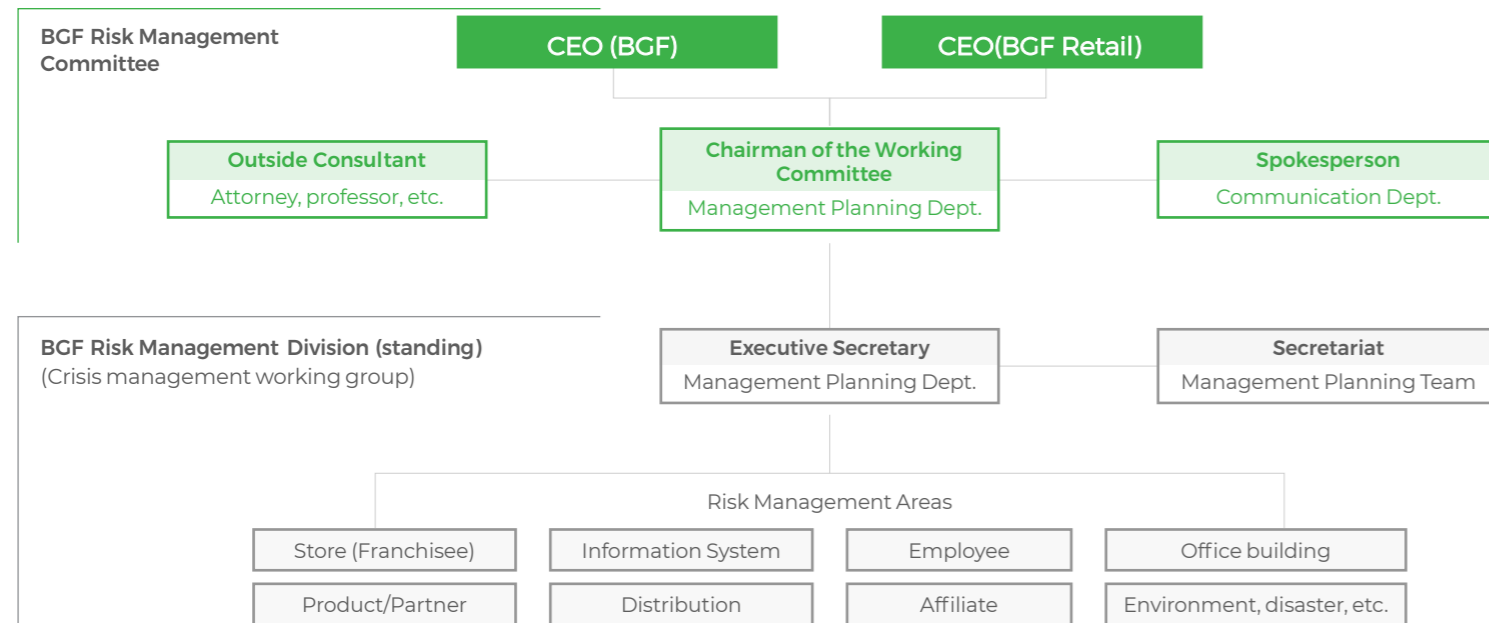 BGF Risk Management
Committee
CEO (BGF)
CEO(BGF Retail)
Outside Consultant
Attorney, professor, etc.
Chairman of the Working
Committee
Management Planning Dept.
Spokesperson
Communication Dept.
BGF Risk Management Division (standing)
(Crisis management working group)
Executive Secretary
Management Planning Dept.
Secretariat
Management Planning Team
Risk Management Areas
Store (Franchisee)
Information System
Employee
Office building
Product/Partner
Distribution
Affiliate
Environment, disaster, etc.